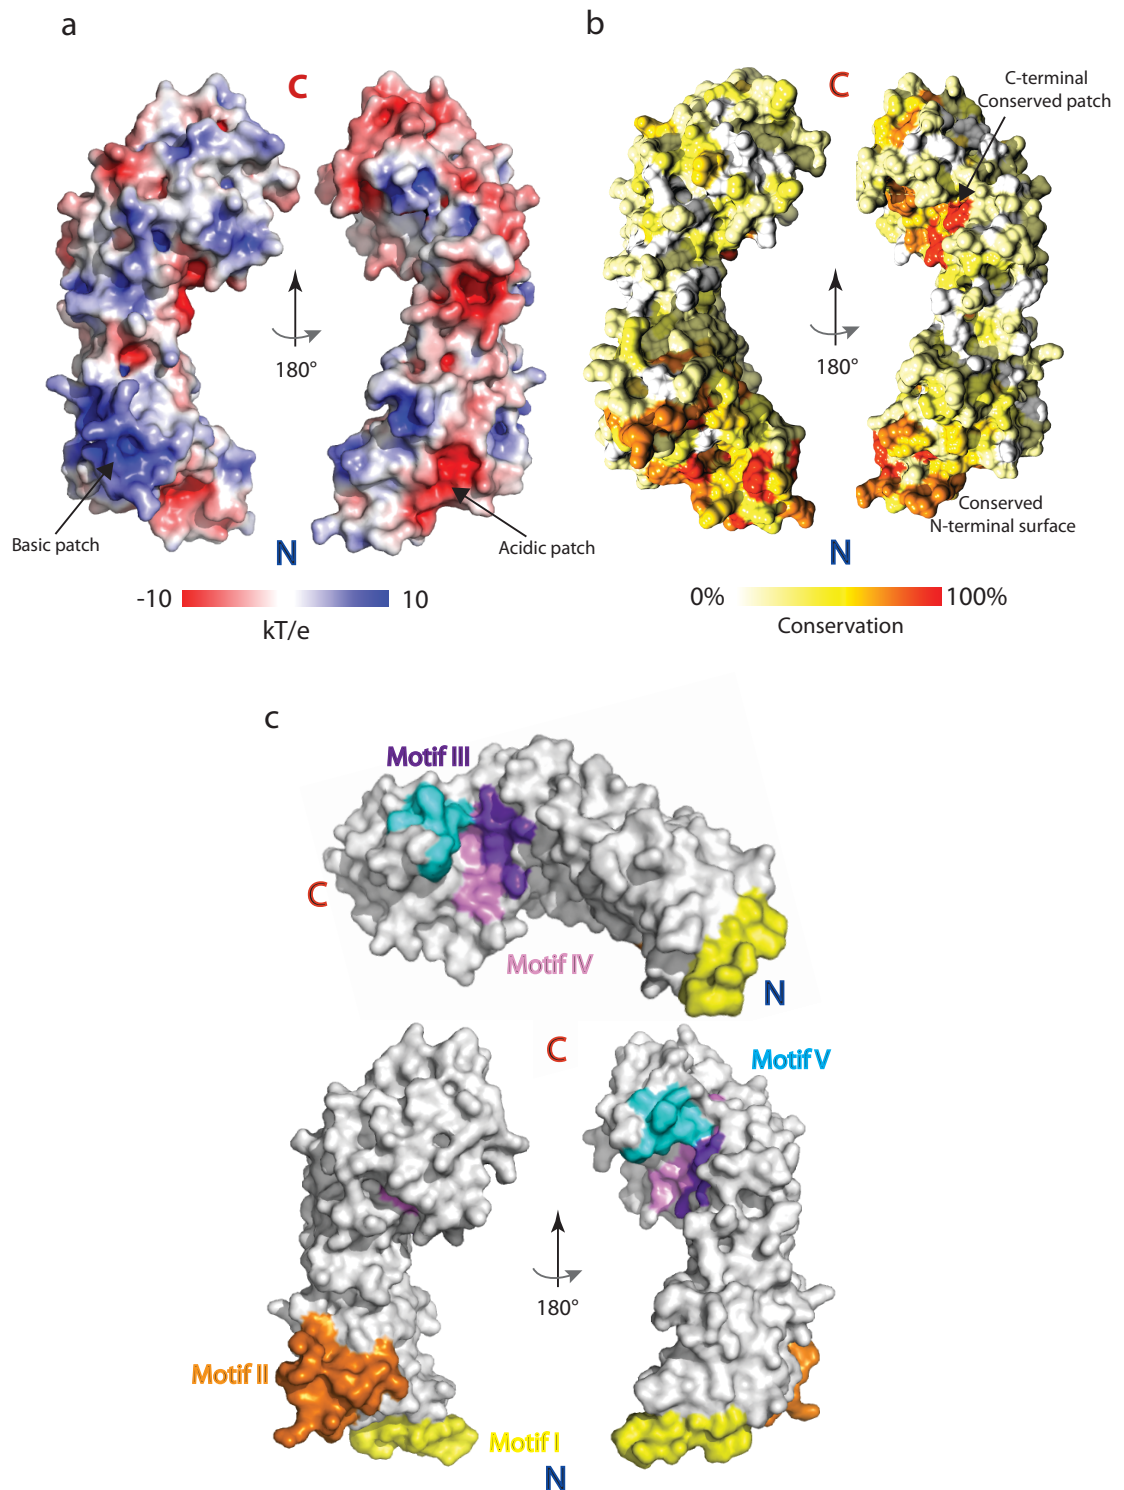 a
b
C
C
C-terminal
Conserved patch
180°
180°
Basic patch
Acidic patch
Conserved
N-terminal surface
N
N
-10
10
kT/e
0%
100%
Conservation
c
Motif III
C
Motif IV
N
C
Motif V
180°
Motif II
Motif I
N